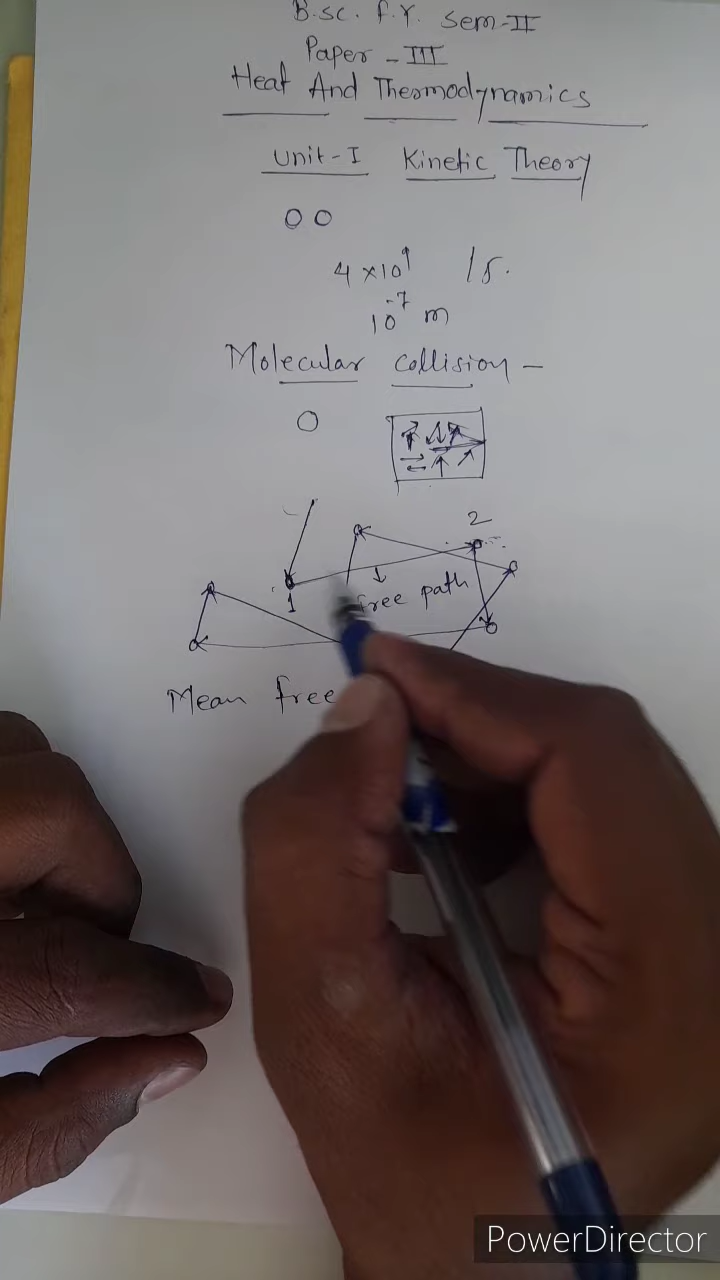 B.sc. F.Y. sem-II
Paper - III
Heat And Thermodynamics
Unit-I Kinetic Theory
4 ×10⁹ /s.
10⁻⁷ m
Molecular Collision -
2
1
free path
Mean free
PowerDirector